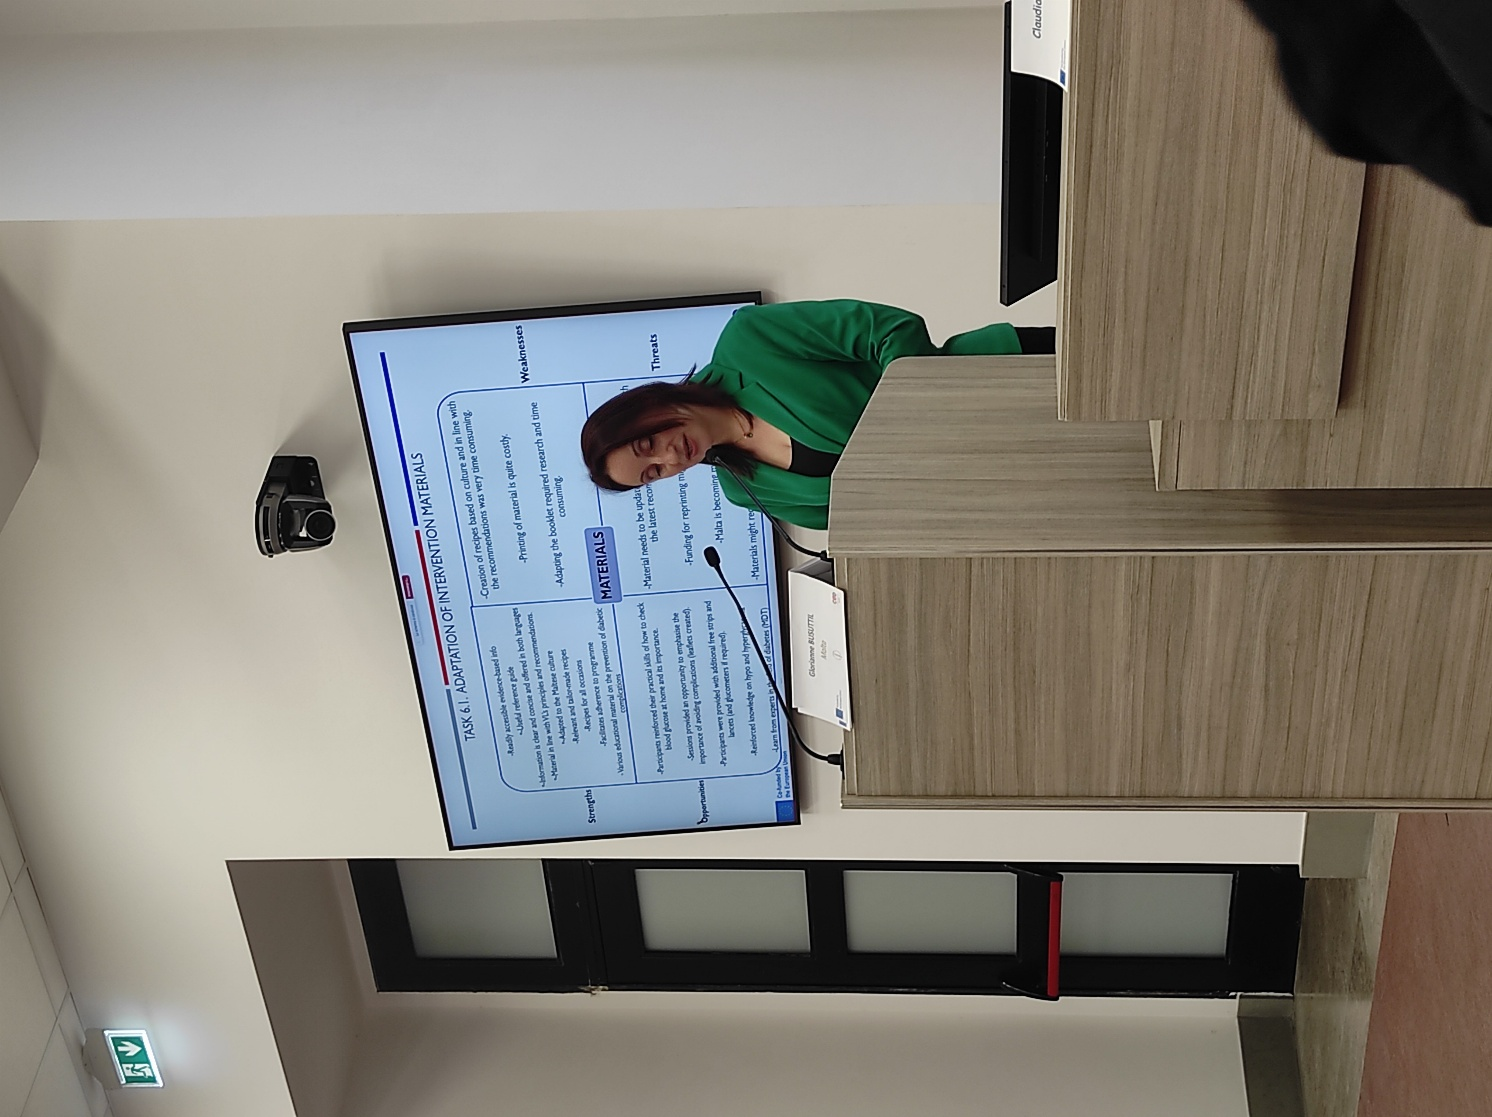 TASK 6.1. ADAPTATION OF INTERVENTION MATERIALS
Strengths
-Readily accessible evidence-based info
-Useful reference guide
-Information is clear and concise and offered in both languages
-Material in line with VL's principles and recommendations.
-Adapted to the Maltese culture
-Relevant and tailor-made recipes
-Recipes for all occasions
-Facilitates adherence to programme
-Various educational material on the prevention of diabetic
complications
Weaknesses
-Creation of recipes based on culture and in line with
the recommendations was very time consuming.
-Printing of material is quite costly.
-Adapting the booklet required research and time
consuming.
MATERIALS
Opportunities
-Participants reinforced their practical skills of how to check
blood glucose at home and its importance.
-Sessions provided an opportunity to emphasise the
importance of avoiding complications (leaflets created).
-Participants were provided with additional free strips and
lancets (and glucometers if required).
-Reinforced knowledge on hypo and
-Learn from experts in of diabetes (MDT)
Threats
-Material needs to be
the latest
-Funding for reprinting
-Malta is becoming
-Materials might
Co-funded by
the European Union
Glorianne BUSUTTIL
Malta
Claudia